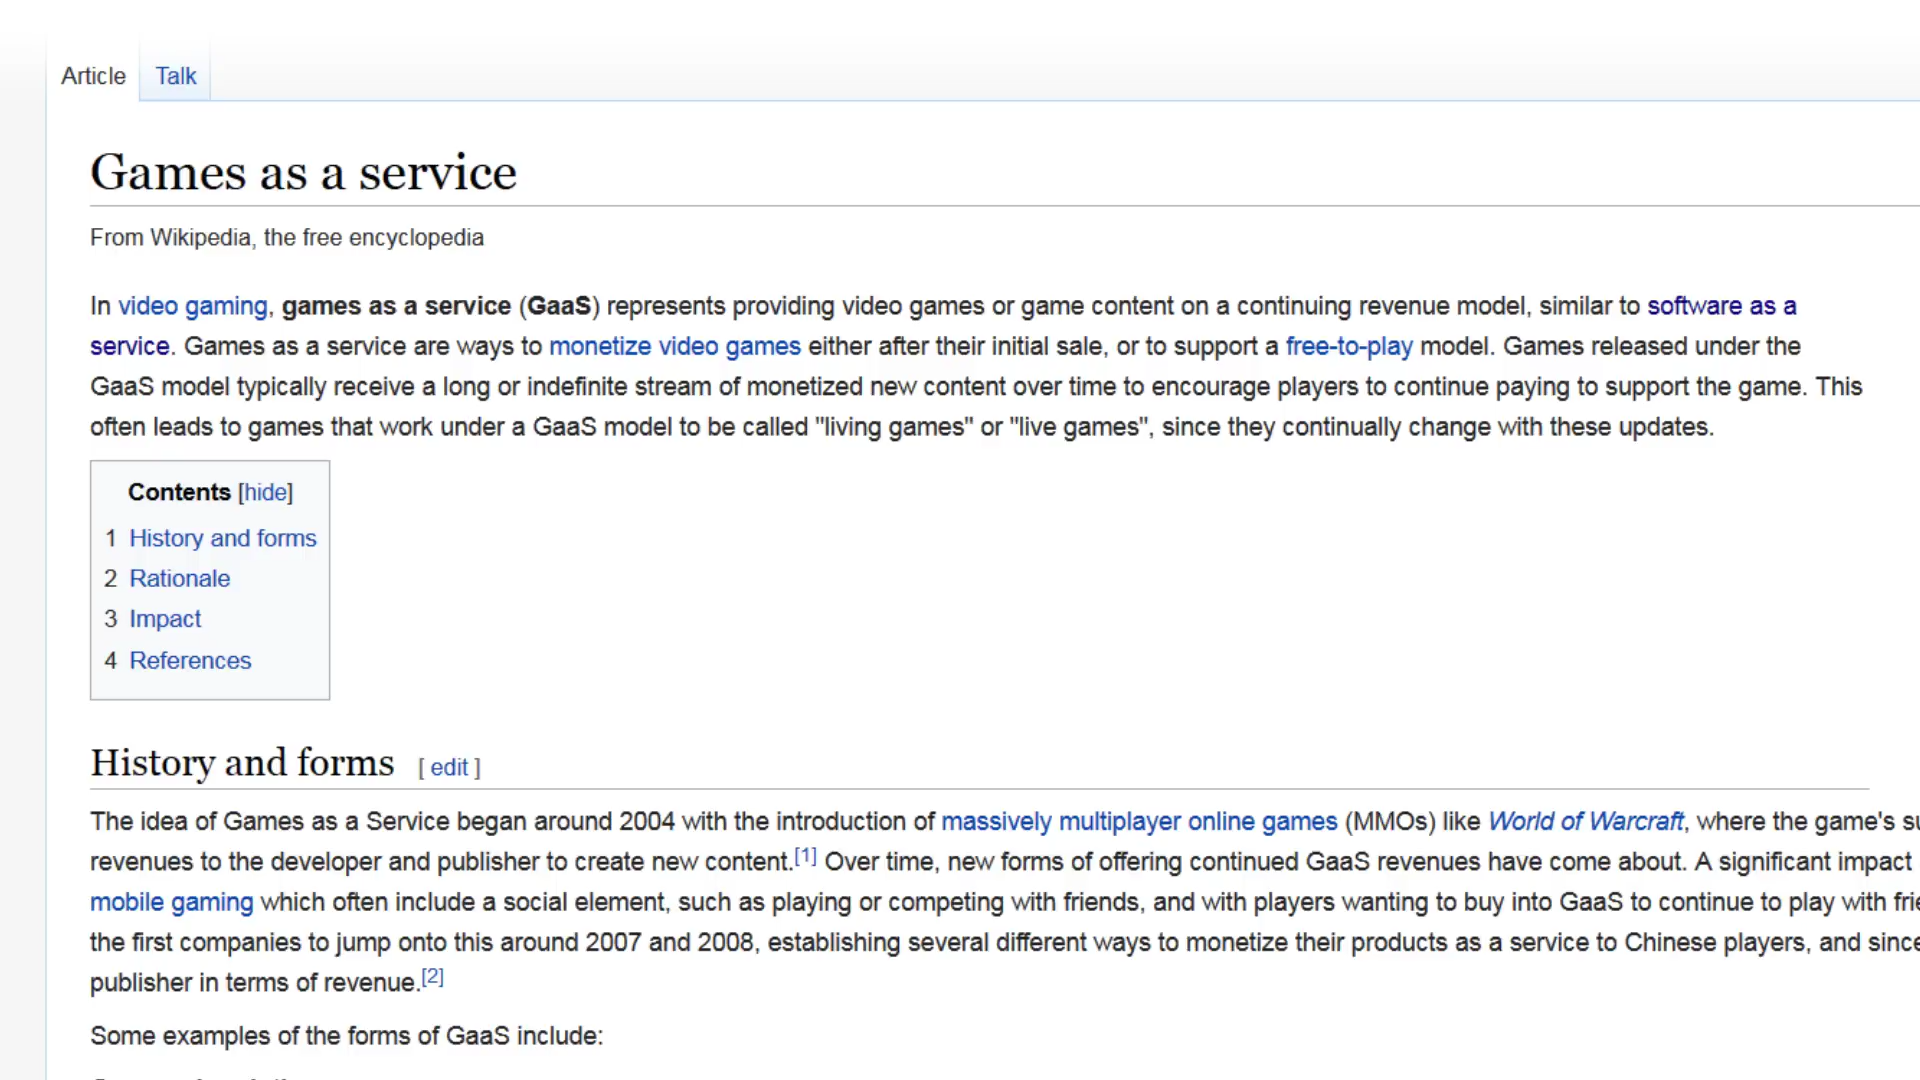 Article Talk
Games as a service
From Wikipedia, the free encyclopedia
In video gaming, games as a service (GaaS) represents providing video games or game content on a continuing revenue model, similar to software as a
service. Games as a service are ways to monetize video games either after their initial sale, or to support a free-to-play model. Games released under the
GaaS model typically receive a long or indefinite stream of monetized new content over time to encourage players to continue paying to support the game. This
often leads to games that work under a GaaS model to be called "living games" or "live games", since they continually change with these updates.
Contents [hide]
1 History and forms
2 Rationale
3 Impact
4 References
History and forms [ edit ]
The idea of Games as a Service began around 2004 with the introduction of massively multiplayer online games (MMOs) like World of Warcraft, where the game's
revenues to the developer and publisher to create new content.[1] Over time, new forms of offering continued GaaS revenues have come about. A significant impact
mobile gaming which often include a social element, such as playing or competing with friends, and with players wanting to buy into GaaS to continue to play with
the first companies to jump onto this around 2007 and 2008, establishing several different ways to monetize their products as a service to Chinese players, and since
publisher in terms of revenue.[2]
Some examples of the forms of GaaS include: